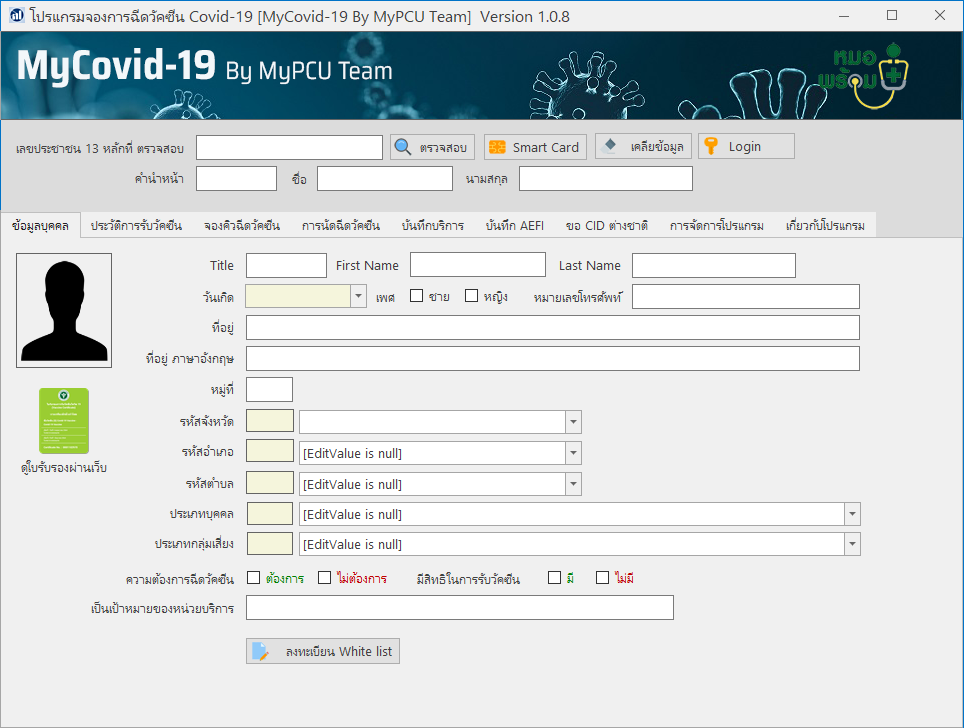 โปรแกรมจองการฉีดวัคซีน Covid-19 [MyCovid-19 By MyPCU Team] Version 1.0.8
MyCovid-19 By MyPCU Team
หมอ
พร้อม
เลขประชาชน 13 หลักที่ ตรวจสอบ ตรวจสอบ Smart Card เคลียข้อมูล Login
คำนำหน้า ชื่อ นามสกุล
ข้อมูลบุคคล ประวัติการรับวัคซีน จองคิวฉีดวัคซีน การนัดฉีดวัคซีน บันทึกบริการ บันทึก AEFI ขอ CID ต่างชาติ การจัดการโปรแกรม เกี่ยวกับโปรแกรม
Title First Name Last Name
วันเกิด เพศ ชาย หญิง หมายเลขโทรศัพท์
ที่อยู่
ที่อยู่ ภาษาอังกฤษ
หมู่ที่
รหัสจังหวัด
รหัสอำเภอ [EditValue is null]
ดูใบรับรองผ่านเว็บ
รหัสตำบล [EditValue is null]
ประเภทบุคคล [EditValue is null]
ประเภทกลุ่มเสี่ยง [EditValue is null]
ความต้องการฉีดวัคซีน ต้องการ ไม่ต้องการ มีสิทธิในการรับวัคซีน มี ไม่มี
เป็นเป้าหมายของหน่วยบริการ
ลงทะเบียน White list